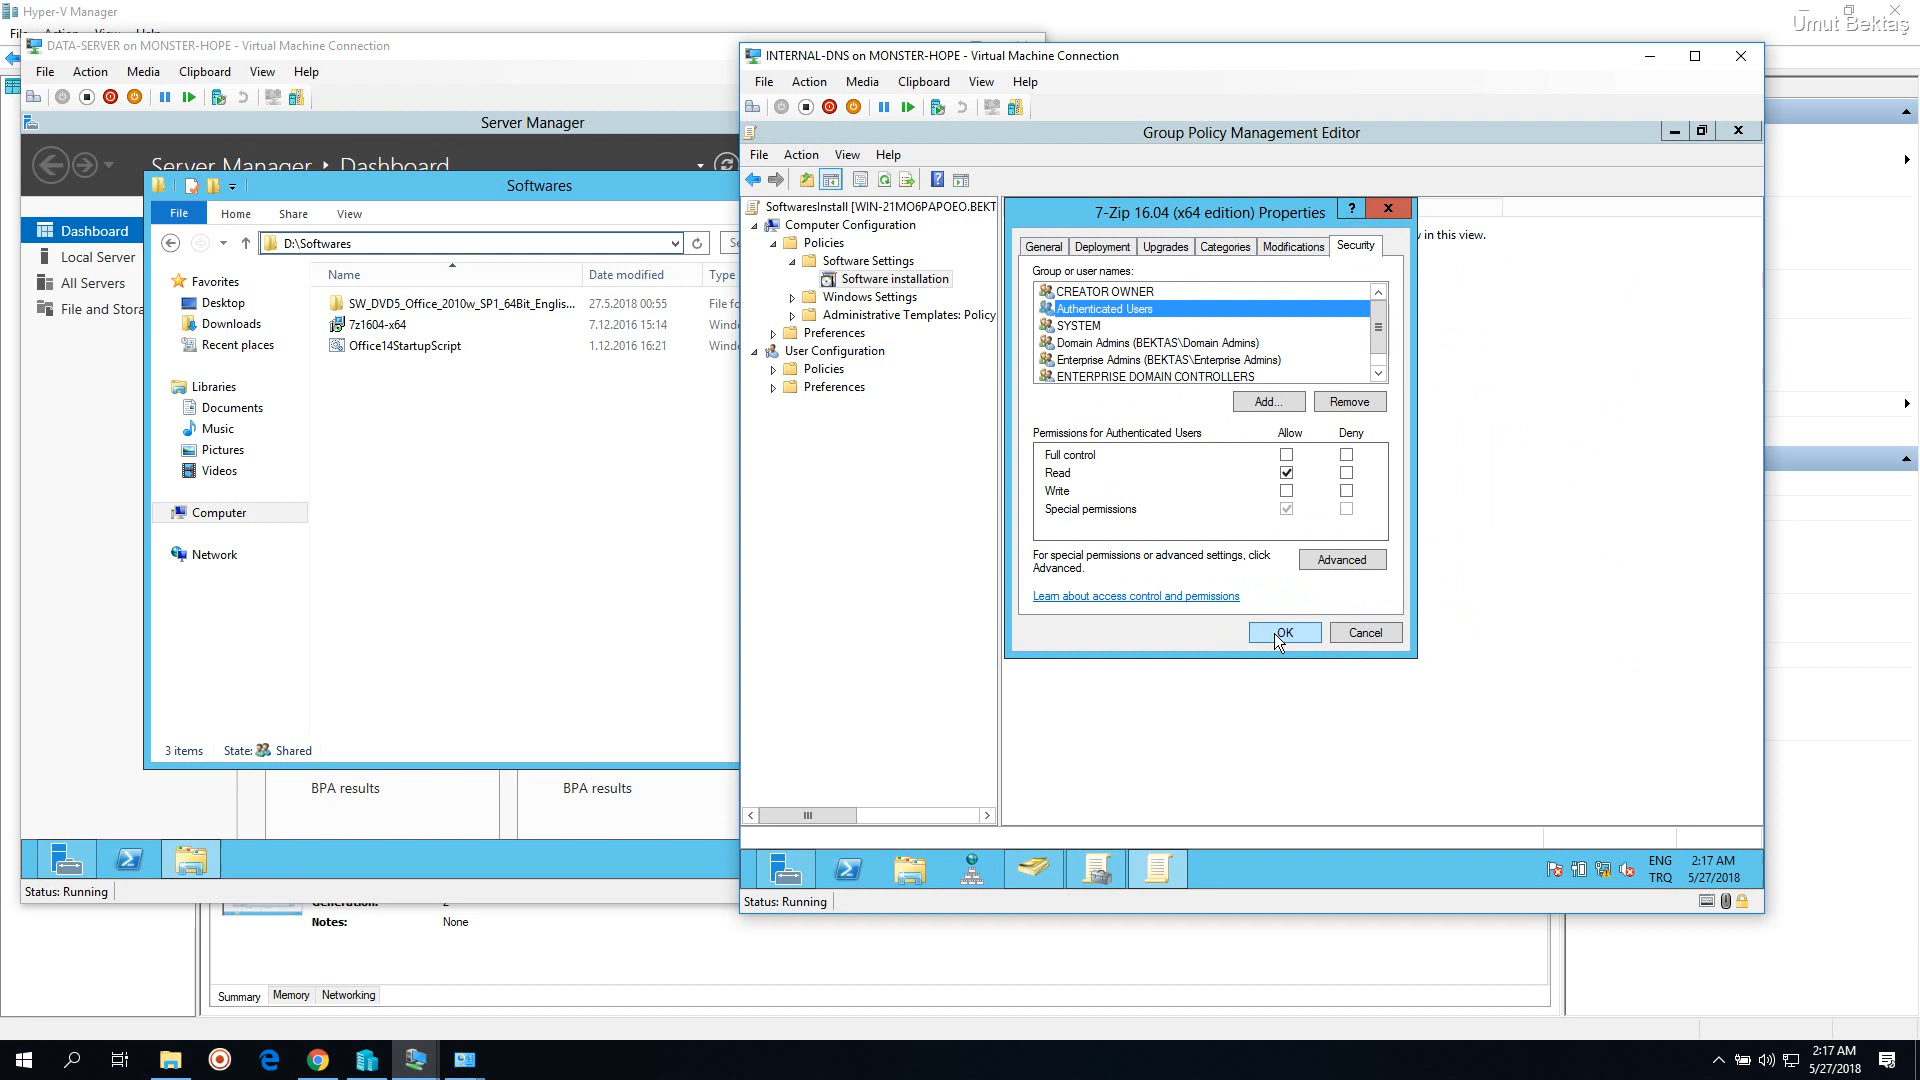 Hyper-V Manager
Umut Bektaş
DATA-SERVER on MONSTER-HOPE - Virtual Machine Connection
File Action Media Clipboard View Help
Server Manager
Server Manager Dashboard
Dashboard
Local Server
All Servers
File and Stora
Softwares
File Home Share View
D:\Softwares
Name Date modified Type
SW_DVD5_Office_2010w_SP1_64Bit_Englis... 27.5.2018 00:55 File fo
7z1604-x64 7.12.2016 15:14 Windo
Office14StartupScript 1.12.2016 16:21 Windo
Favorites
Desktop
Downloads
Recent places
Libraries
Documents
Music
Pictures
Videos
Computer
Network
3 items State: Shared
BPA results BPA results
Status: Running
Notes: None
Summary Memory Networking
INTERNAL-DNS on MONSTER-HOPE - Virtual Machine Connection
File Action Media Clipboard View Help
Group Policy Management Editor
File Action View Help
SoftwaresInstall [WIN-21MO6PAPOEO.BEKT
Computer Configuration
Policies
Software Settings
Software installation
Windows Settings
Administrative Templates: Policy
Preferences
User Configuration
Policies
Preferences
in this view.
7-Zip 16.04 (x64 edition) Properties
General Deployment Upgrades Categories Modifications Security
Group or user names:
CREATOR OWNER
Authenticated Users
SYSTEM
Domain Admins (BEKTAS\Domain Admins)
Enterprise Admins (BEKTAS\Enterprise Admins)
ENTERPRISE DOMAIN CONTROLLERS
Add... Remove
Permissions for Authenticated Users Allow Deny
Full control
Read
Write
Special permissions
For special permissions or advanced settings, click
Advanced.
Advanced
Learn about access control and permissions
OK Cancel
ENG 2:17 AM
TRQ 5/27/2018
Status: Running
2:17 AM
5/27/2018